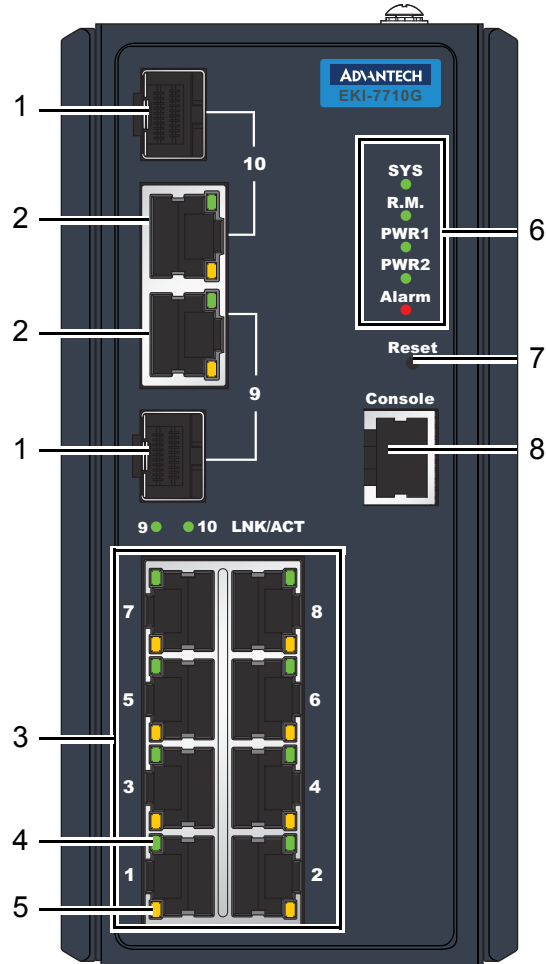 ADVANTECH
EKI-7710G
1
10
SYS
R.M.
2
PWR1
6
PWR2
2
Alarm
Reset
7
9
Console
1
8
9 10 LNK/ACT
7 8
5 6
3
3 4
4
1 2
5